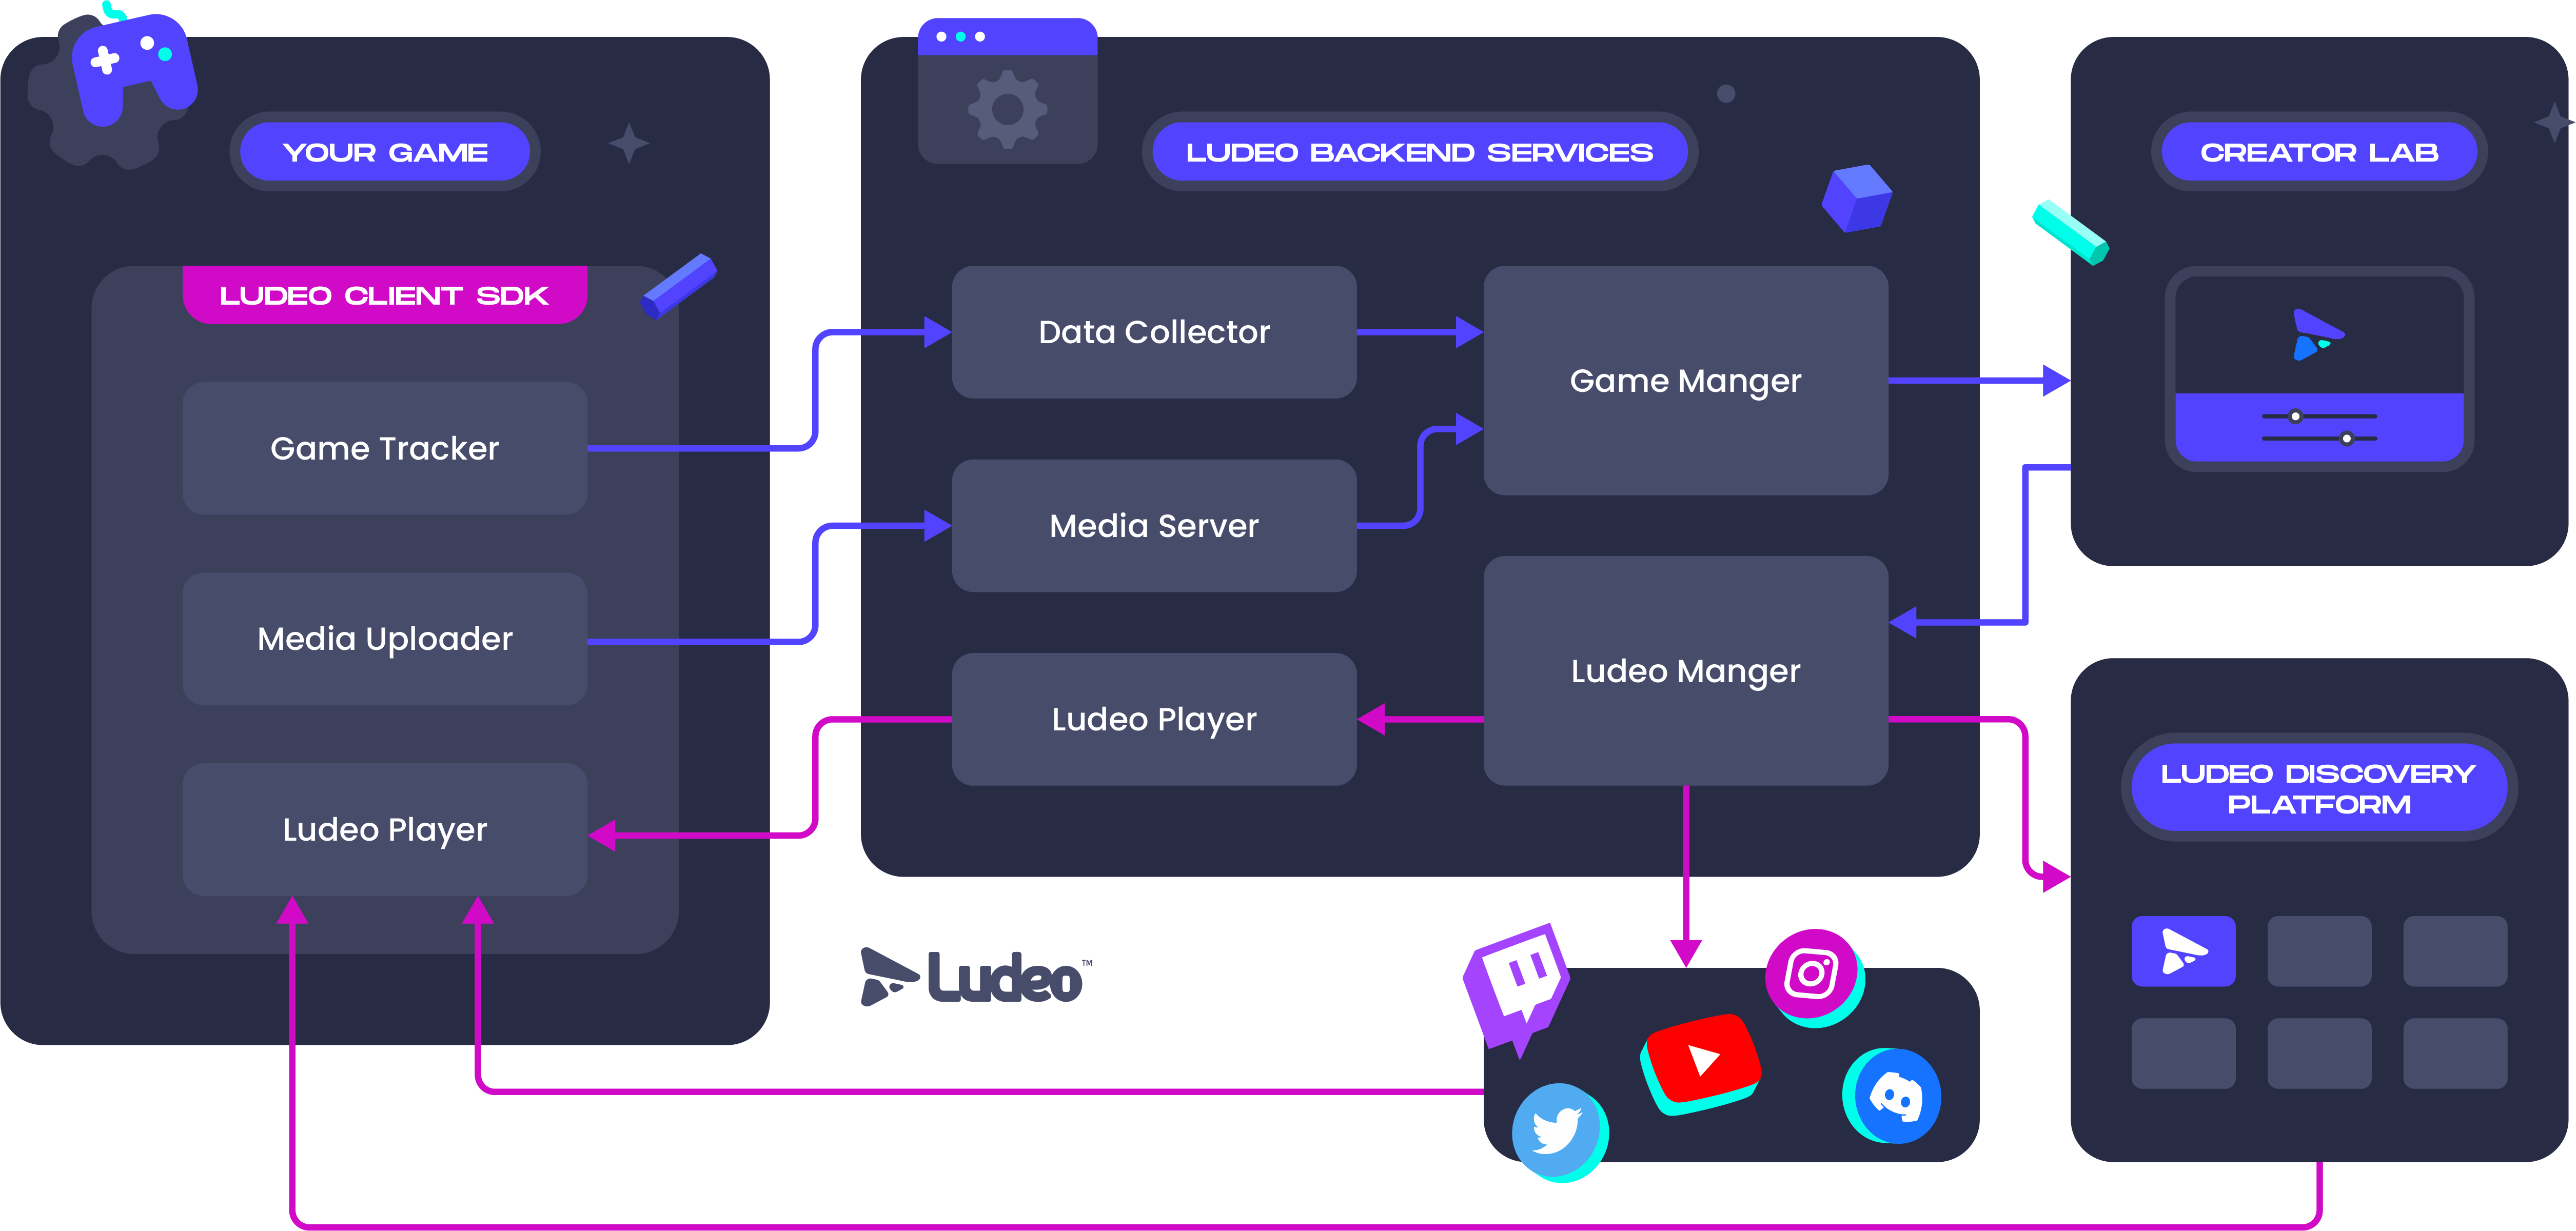 YOUR GAME
LUDEO CLIENT SDK
Game Tracker
Media Uploader
Ludeo Player
LUDEO BACKEND SERVICES
Data Collector
Media Server
Ludeo Player
Game Manger
Ludeo Manger
CREATOR LAB
LUDEO DISCOVERY
PLATFORM
Ludeo™